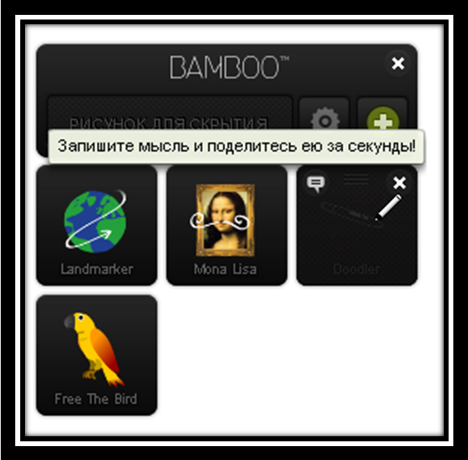 BAMBOO™
РИСУНОК ДЛЯ СКРЫТИЯ
Запишите мысль и поделитесь ею за секунды!
Landmarker
Mona Lisa
Doodler
Free The Bird